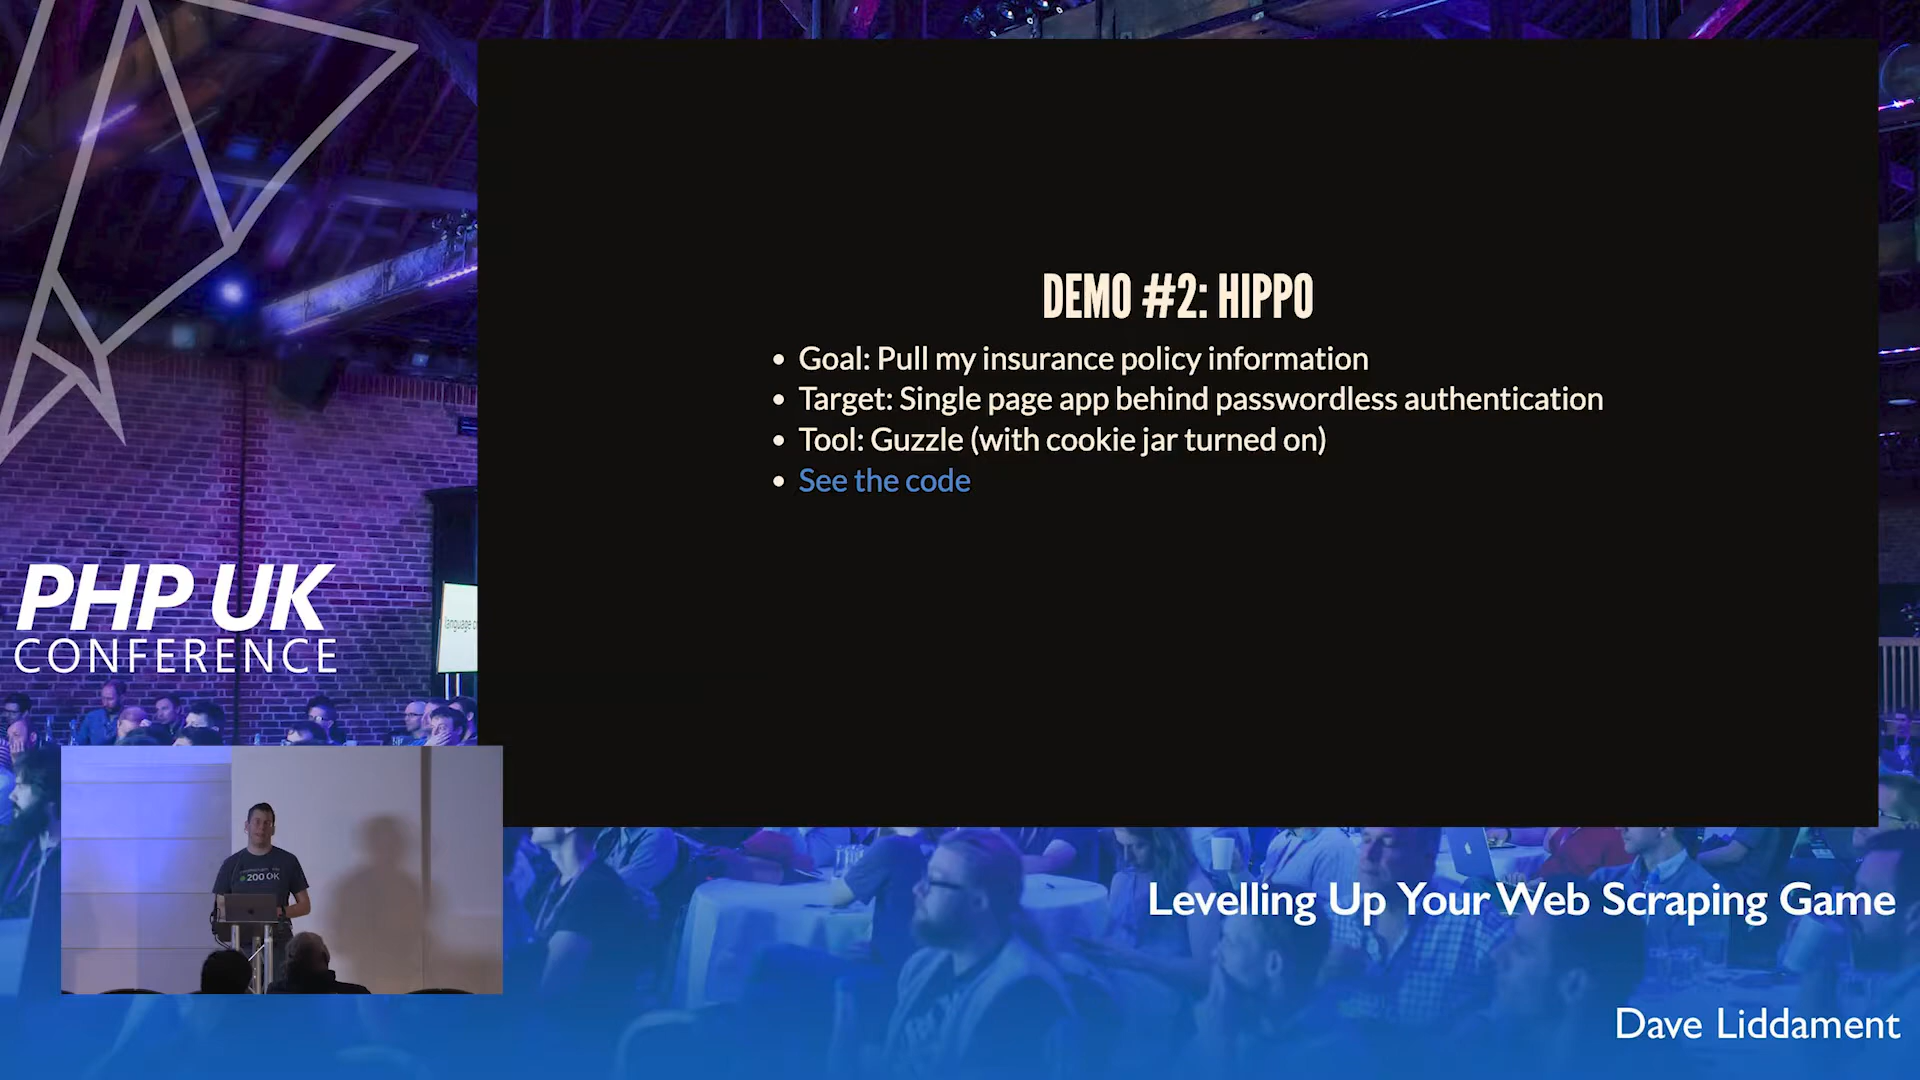 DEMO #2: HIPPO
Goal: Pull my insurance policy information
Target: Single page app behind passwordless authentication
Tool: Guzzle (with cookie jar turned on)
See the code
PHP UK
CONFERENCE
language
200 OK
Levelling Up Your Web Scraping Game
Dave Liddament